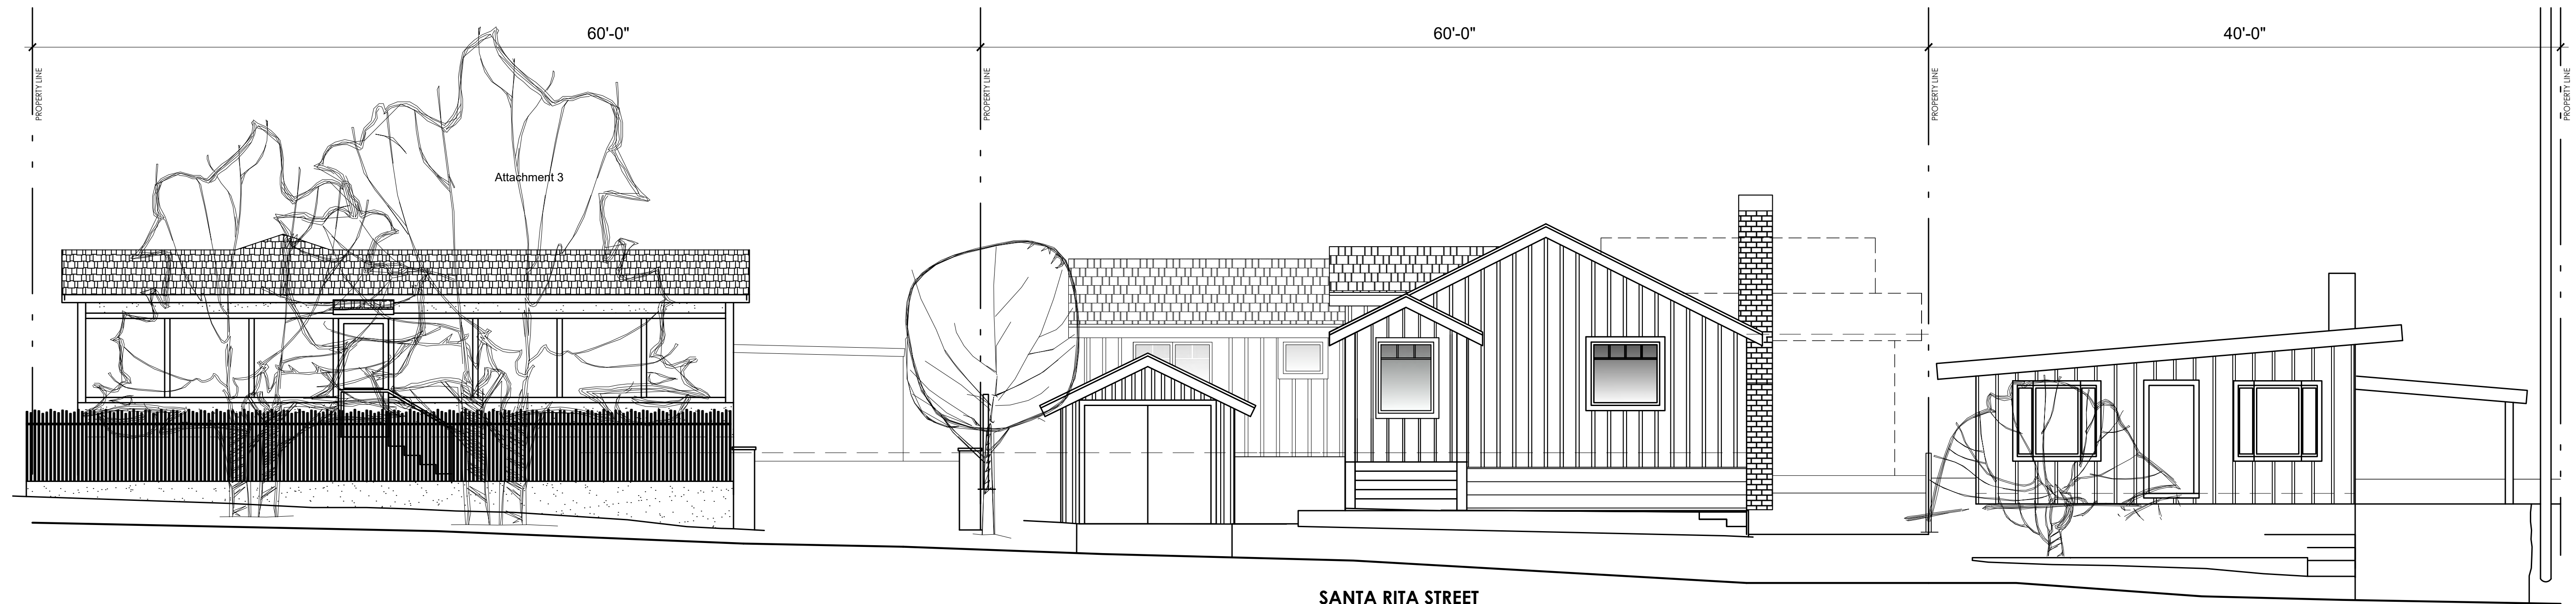 60'-0"
60'-0"
40'-0"
PROPERTY LINE
PROPERTY LINE
PROPERTY LINE
PROPERTY LINE
Attachment 3
SANTA RITA STREET